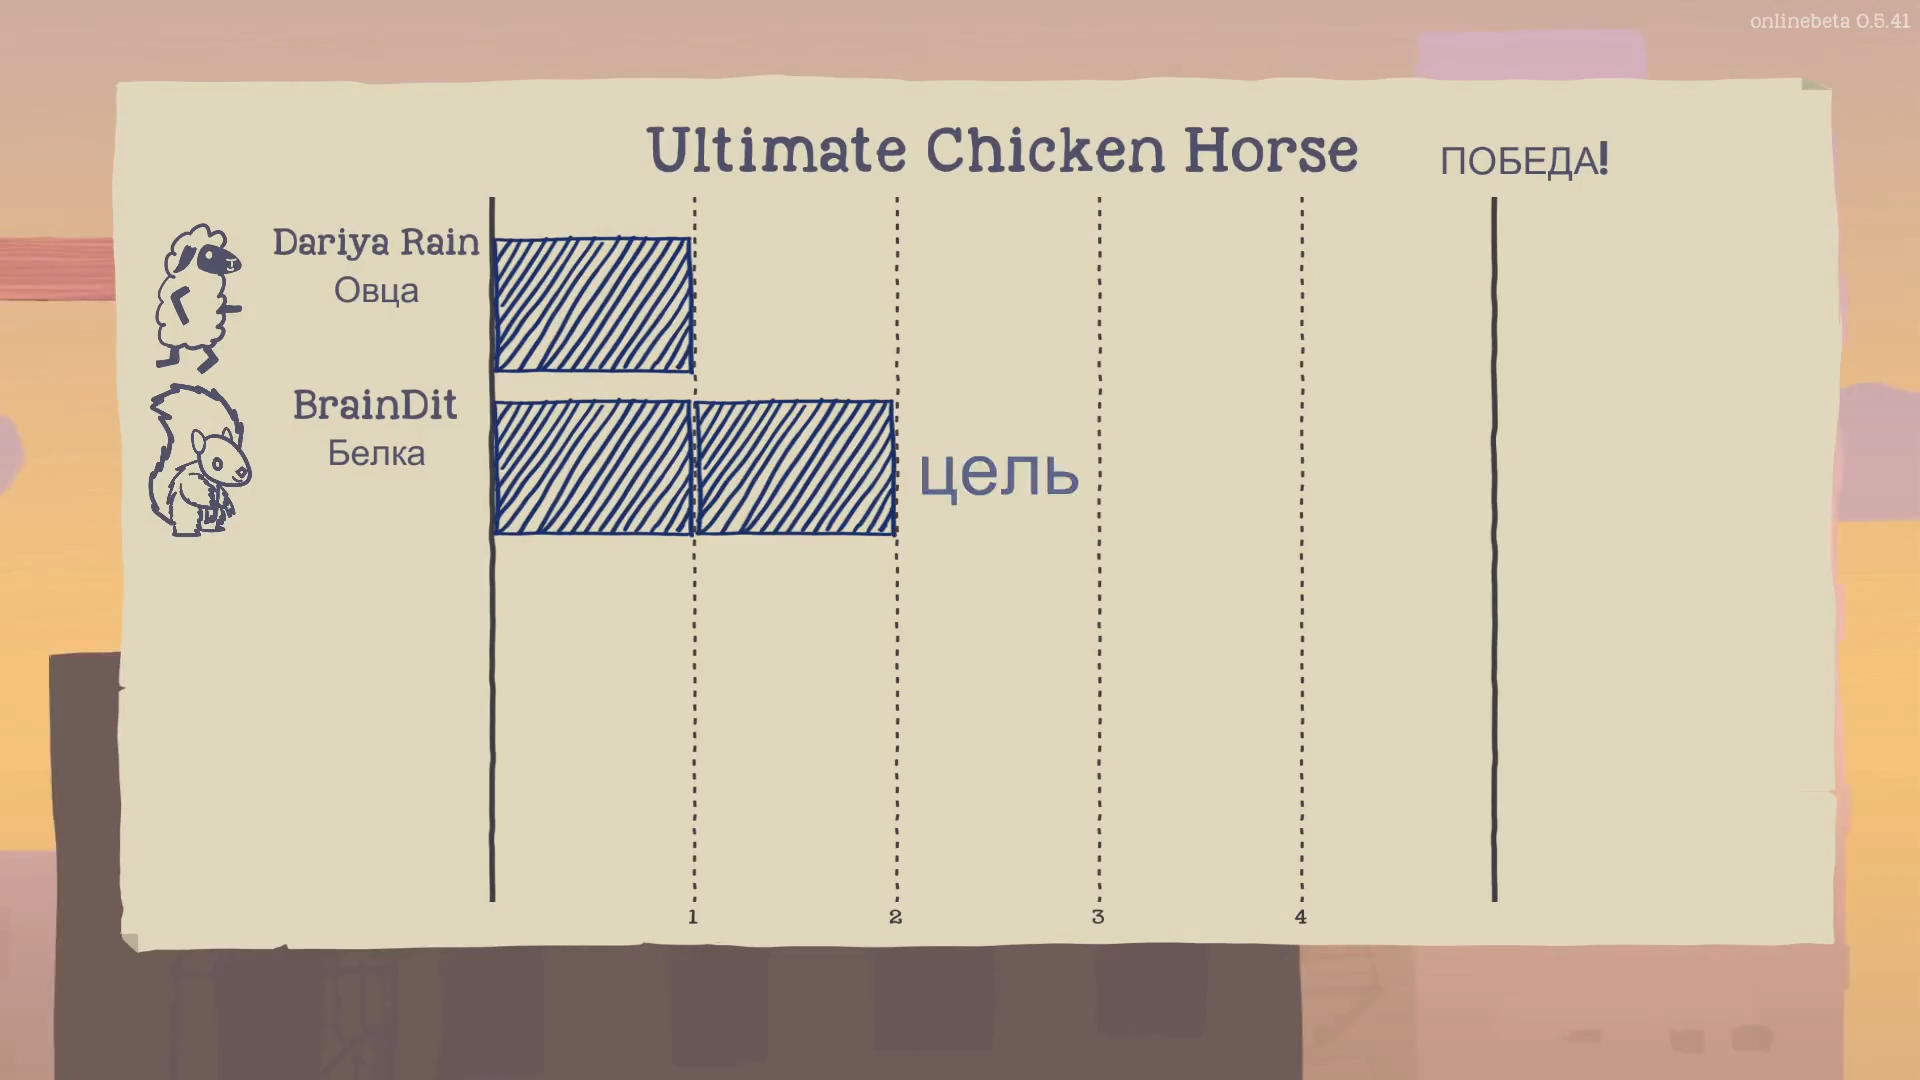 onlinebeta 0.5.41
Ultimate Chicken Horse
ПОБЕДА!
Dariya Rain
Овца
BrainDit
Белка
цель
1 2 3 4